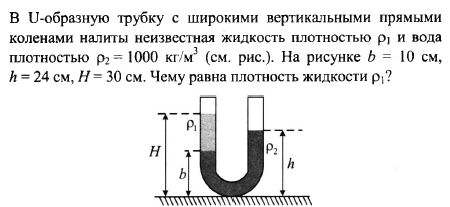 В U-образную трубку с широкими вертикальными прямыми
коленами налиты неизвестная жидкость плотностью ρ₁ и вода
плотностью ρ₂ = 1000 кг/м³ (см. рис.). На рисунке b = 10 см,
h = 24 см, H = 30 см. Чему равна плотность жидкости ρ₁?
ρ₁
H
b
ρ₂
h